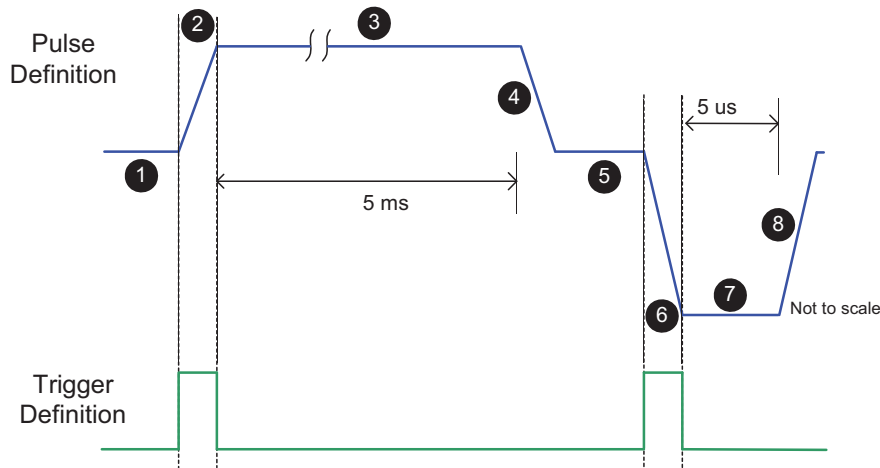 Pulse
Definition
2
3
4
5 us
1
5 ms
5
8
7
6
Not to scale
Trigger
Definition